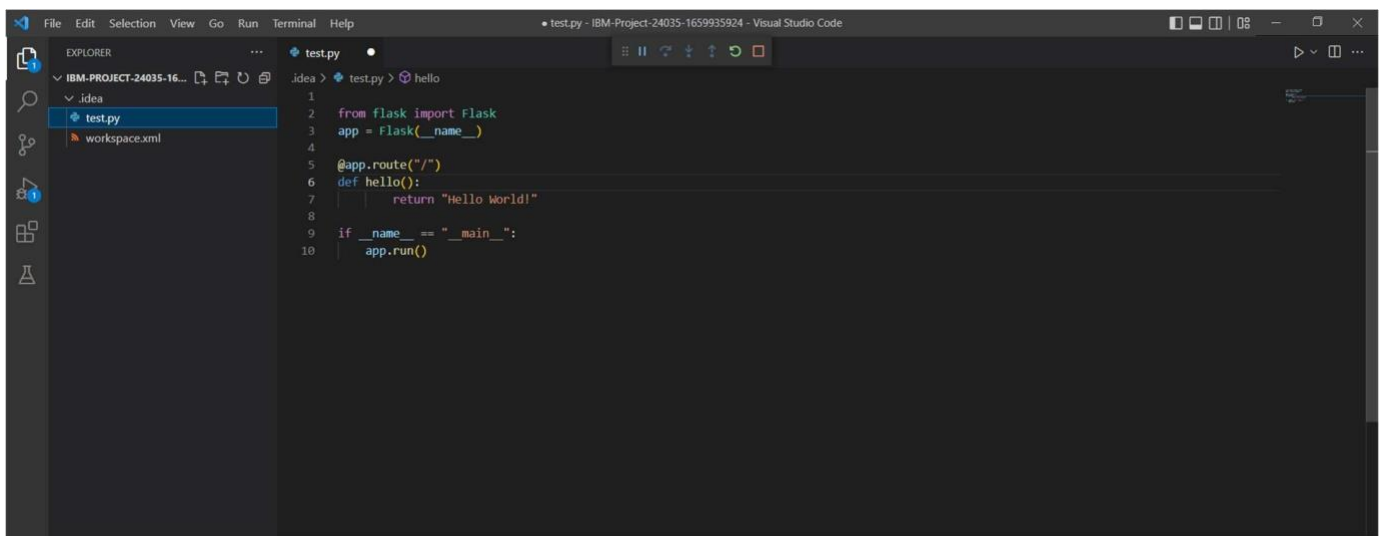 File Edit Selection View Go Run Terminal Help
● test.py - IBM-Project-24035-1659935924 - Visual Studio Code
EXPLORER
IBM-PROJECT-24035-16...
.idea
test.py
workspace.xml
test.py
.idea > test.py > hello
1
2 from flask import Flask
3 app = Flask(__name__)
4
5 @app.route("/")
6 def hello():
7 return "Hello World!"
8
9 if __name__ == "__main__":
10 app.run()
1
1